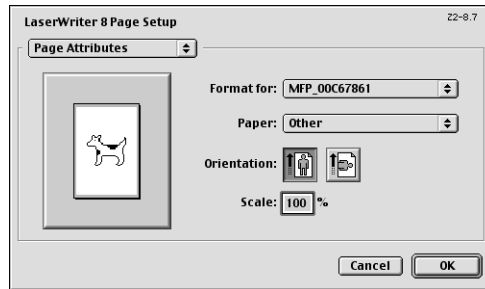 LaserWriter 8 Page Setup
Z2-8.7
Page Attributes
Format for: MFP_00C67861
Paper: Other
Orientation:
Scale: 100 %
Cancel OK